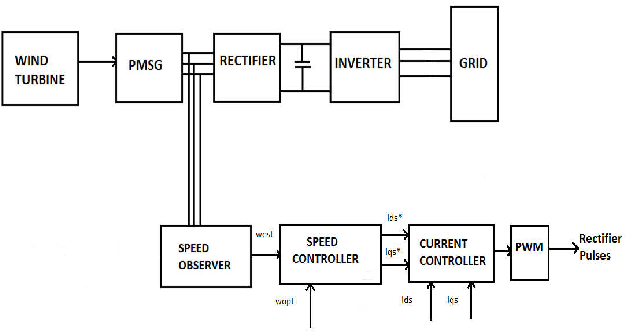 WIND
TURBINE
PMSG
RECTIFIER
INVERTER
GRID
SPEED
OBSERVER
west
SPEED
CONTROLLER
wopt
Ids*
Iqs*
CURRENT
CONTROLLER
Ids
Iqs
PWM
Rectifier
Pulses